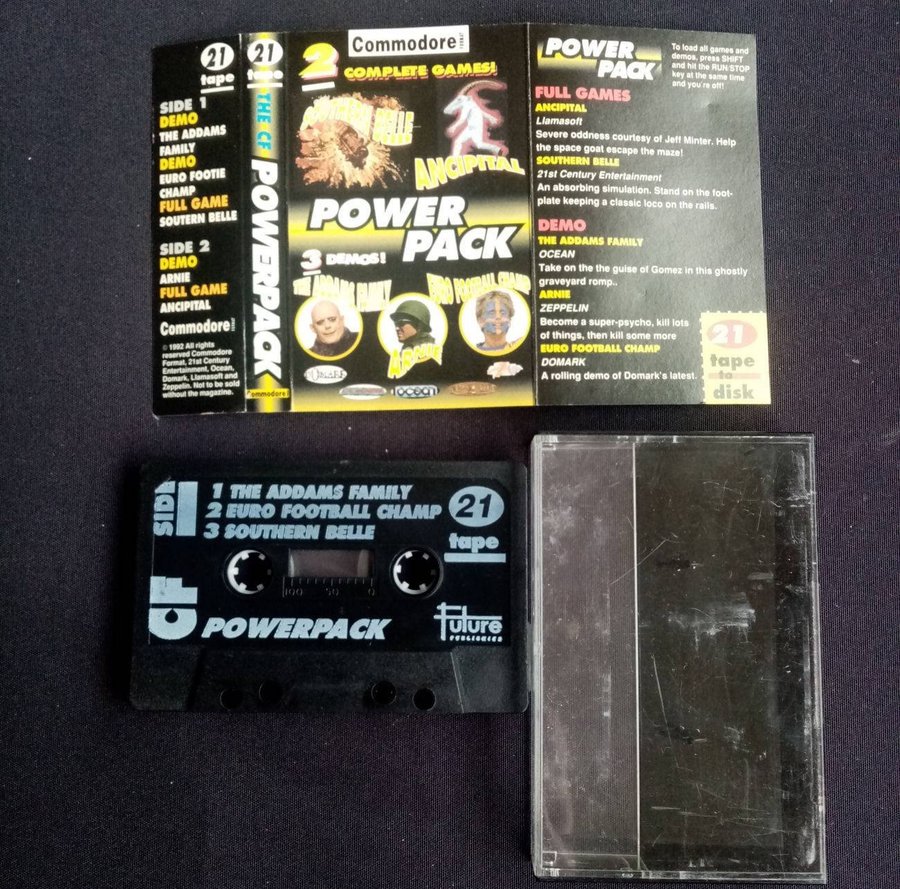 21
tape
SIDE 1
DEMO
THE ADDAMS
FAMILY
DEMO
EURO FOOTIE
CHAMP
FULL GAME
SOUTERN BELLE
SIDE 2
DEMO
ARNIE
FULL GAME
ANCIPITAL
Commodore FORMAT
© 1992 All rights
reserved Commodore
Format, 21st Century
Entertainment, Ocean,
Domark, Llamasoft and
Zeppelin. Not to be sold
without the magazine.
21
tape
THE CF POWERPACK
Commodore
Commodore FORMAT
2 COMPLETE GAMES!
SOUTHERN BELLE
ANCIPITAL
POWER
PACK
3 DEMOS!
THE ADDAMS FAMILY
EURO FOOTBALL CHAMP
ARNIE
DOMARK
ocean
POWER
PACK
To load all games and
demos, press SHIFT
and hit the RUN/STOP
key at the same time
and you're off!
FULL GAMES
ANCIPITAL
Llamasoft
Severe oddness courtesy of Jeff Minter. Help
the space goat escape the maze!
SOUTHERN BELLE
21st Century Entertainment
An absorbing simulation. Stand on the foot-
plate keeping a classic loco on the rails.
DEMO
THE ADDAMS FAMILY
OCEAN
Take on the the guise of Gomez in this ghostly
graveyard romp..
ARNIE
ZEPPELIN
Become a super-psycho, kill lots
of things, then kill some more
EURO FOOTBALL CHAMP
DOMARK
A rolling demo of Domark's latest.
21
tape
to
disk
SIDE 1
1 THE ADDAMS FAMILY
2 EURO FOOTBALL CHAMP
3 SOUTHERN BELLE
21
tape
100 50 0
CF
POWERPACK
Future
PUBLISHING